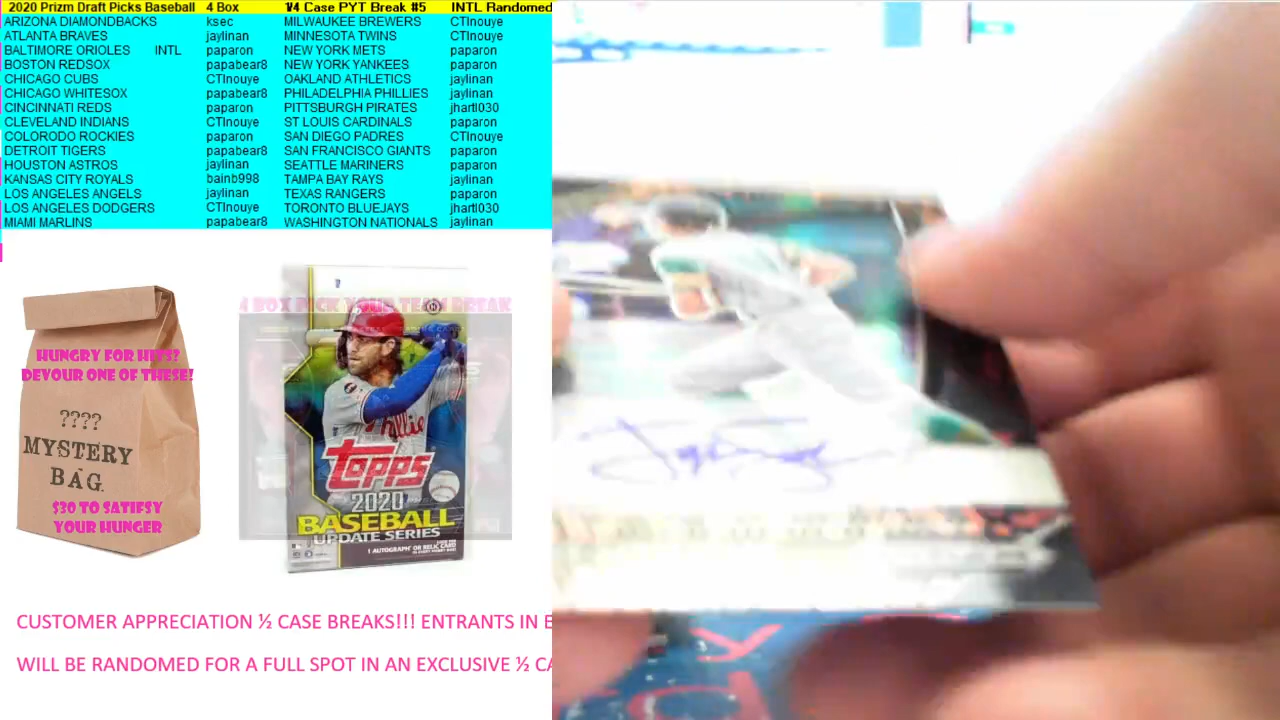 2020 Prizm Draft Picks Baseball 4 Box 1/4 Case PYT Break #5 INTL Randomed
ARIZONA DIAMONDBACKS ksec MILWAUKEE BREWERS CTInouye
ATLANTA BRAVES jaylinan MINNESOTA TWINS CTInouye
BALTIMORE ORIOLES INTL paparon NEW YORK METS paparon
BOSTON REDSOX papabear8 NEW YORK YANKEES paparon
CHICAGO CUBS CTInouye OAKLAND ATHLETICS jaylinan
CHICAGO WHITESOX papabear8 PHILADELPHIA PHILLIES jaylinan
CINCINNATI REDS paparon PITTSBURGH PIRATES jhartl030
CLEVELAND INDIANS CTInouye ST LOUIS CARDINALS paparon
COLORODO ROCKIES paparon SAN DIEGO PADRES CTInouye
DETROIT TIGERS papabear8 SAN FRANCISCO GIANTS paparon
HOUSTON ASTROS jaylinan SEATTLE MARINERS paparon
KANSAS CITY ROYALS bainb998 TAMPA BAY RAYS jaylinan
LOS ANGELES ANGELS jaylinan TEXAS RANGERS paparon
LOS ANGELES DODGERS CTInouye TORONTO BLUEJAYS jhartl030
MIAMI MARLINS papabear8 WASHINGTON NATIONALS jaylinan
HUNGRY FOR HITS?
DEVOUR ONE OF THESE!
????
MYSTERY
BAG.
$30 TO SATIFSY
YOUR HUNGER
4 BOX PICK YOUR TEAM BREAK
Phillies
TOPPS
2020
BASEBALL
UPDATE SERIES
1 AUTOGRAPH OR RELIC CARD
CUSTOMER APPRECIATION ½ CASE BREAKS!!! ENTRANTS IN
WILL BE RANDOMED FOR A FULL SPOT IN AN EXCLUSIVE ½